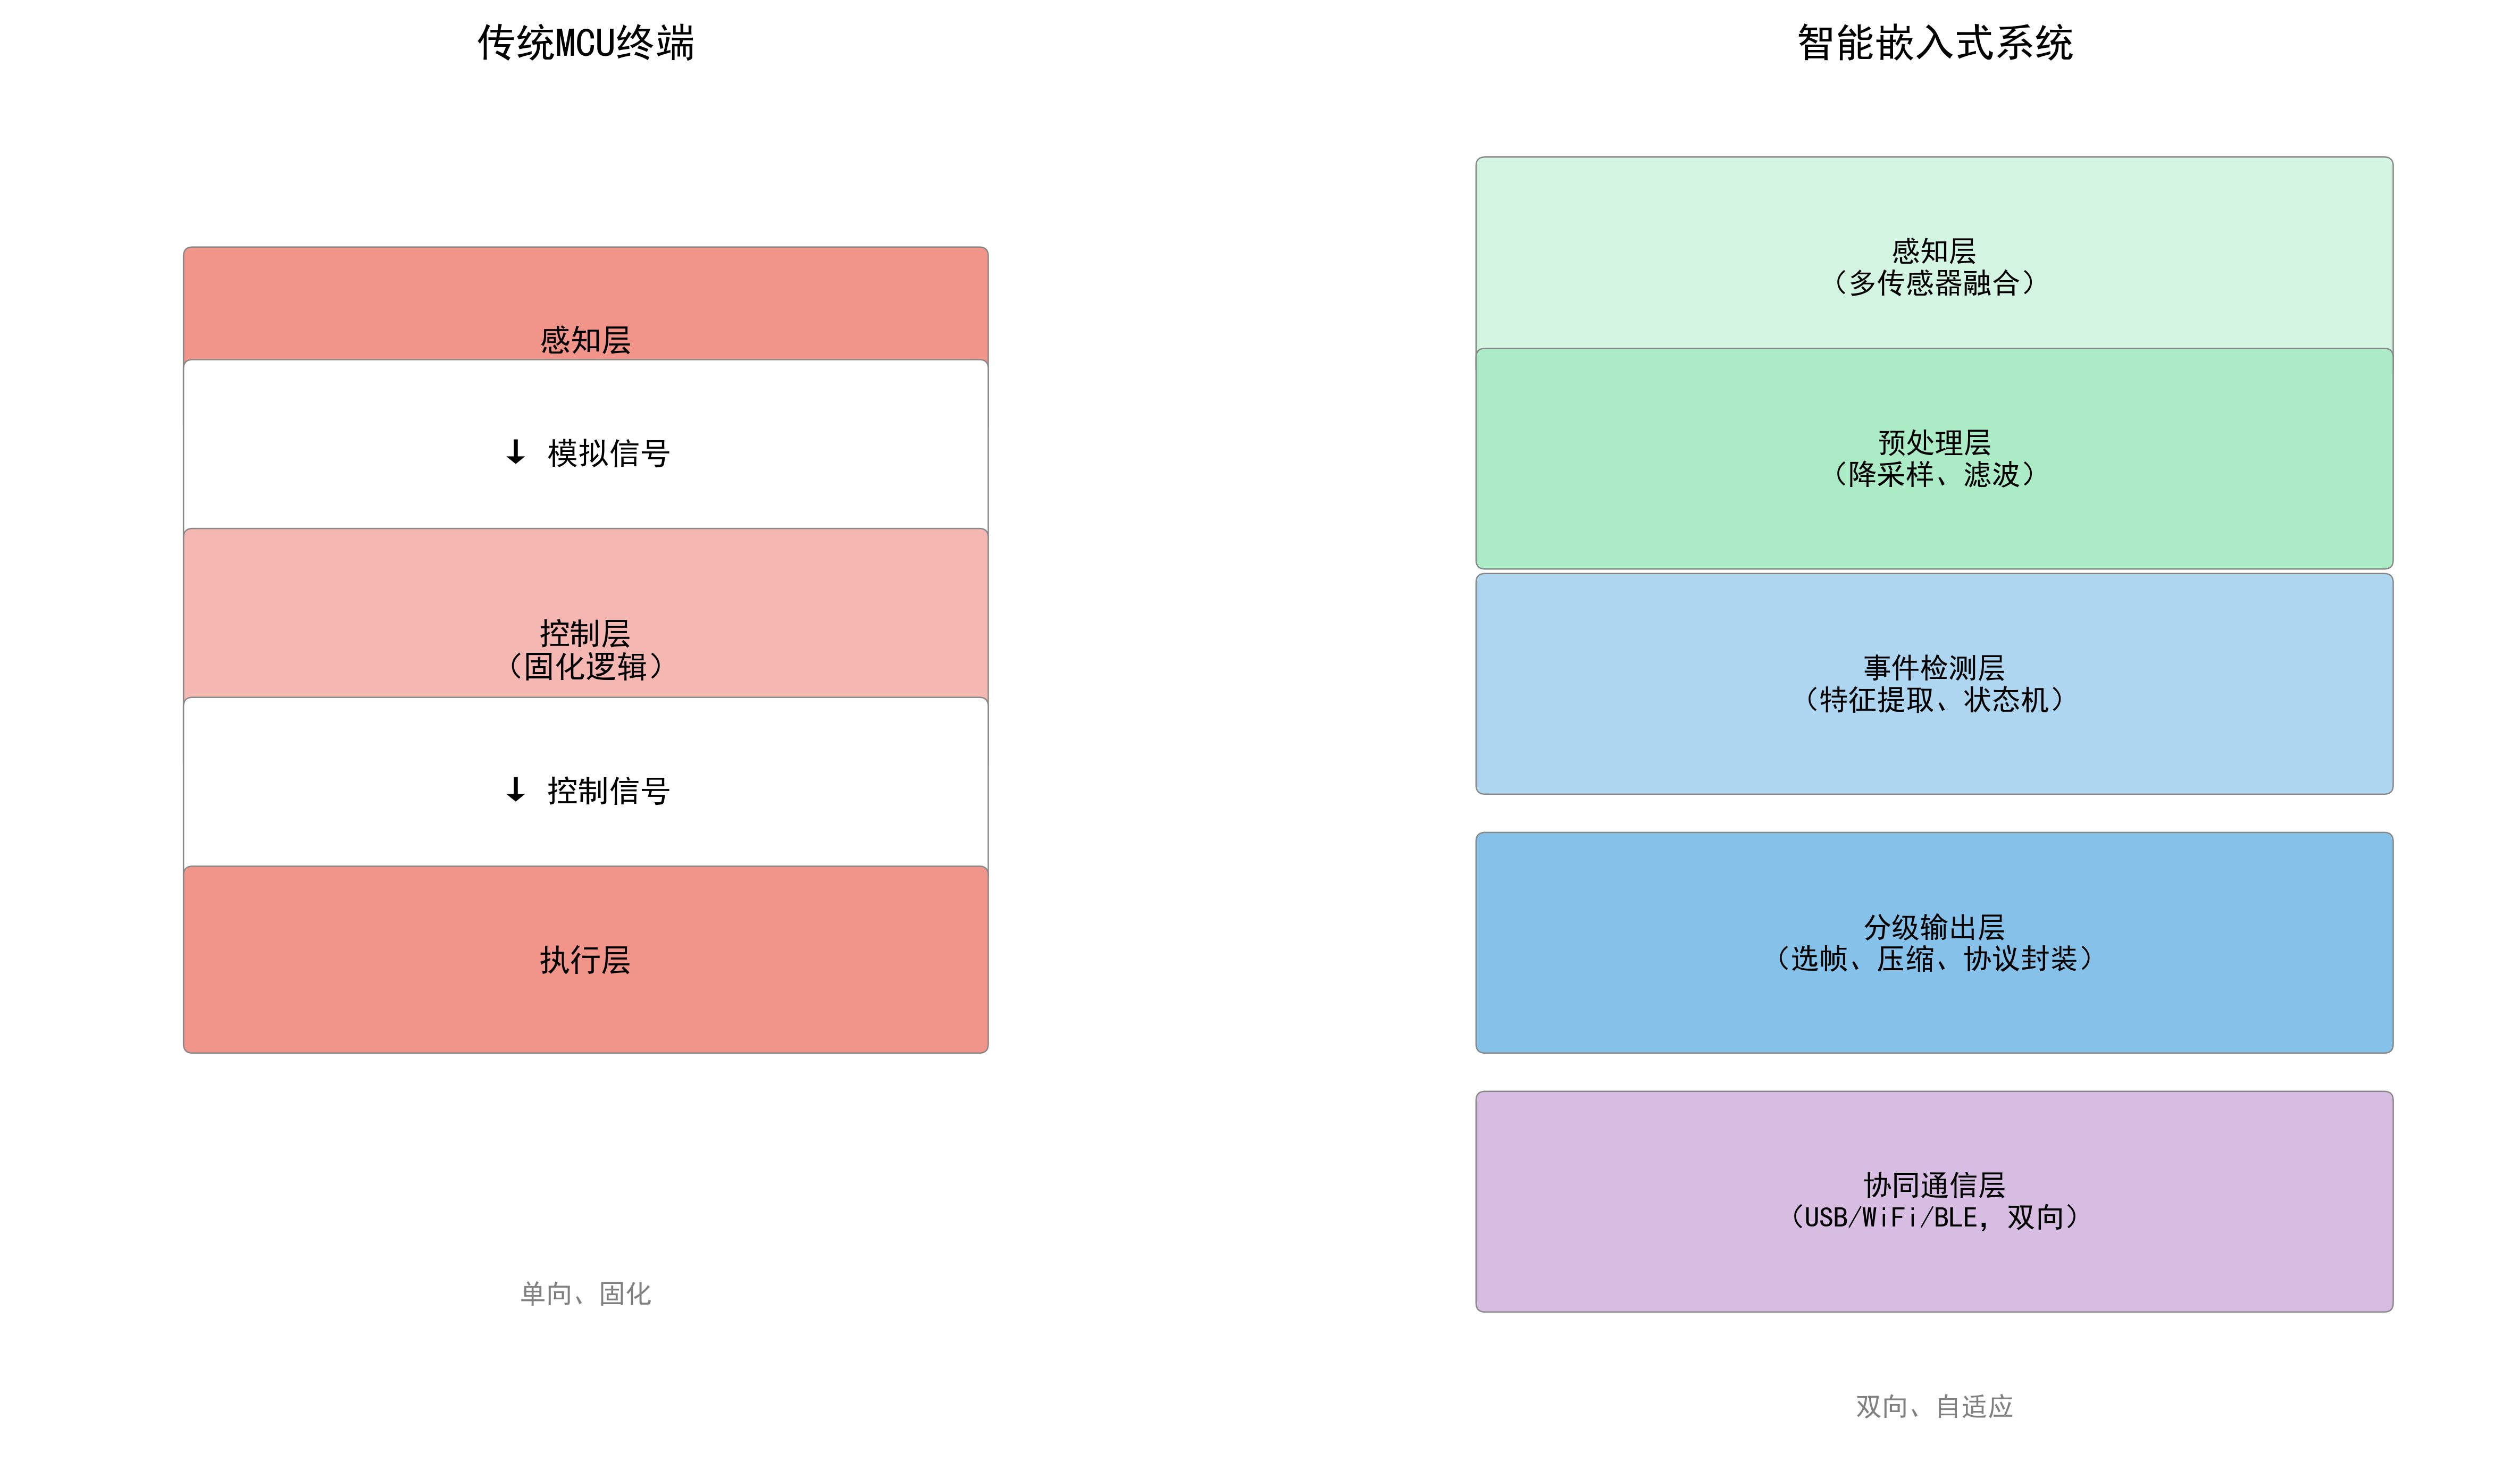 传统MCU终端
感知层
↓ 模拟信号
控制层
（固化逻辑）
↓ 控制信号
执行层
单向、固化
智能嵌入式系统
感知层
（多传感器融合）
预处理层
（降采样、滤波）
事件检测层
（特征提取、状态机）
分级输出层
（选帧、压缩、协议封装）
协同通信层
（USB/WiFi/BLE，双向）
双向、自适应